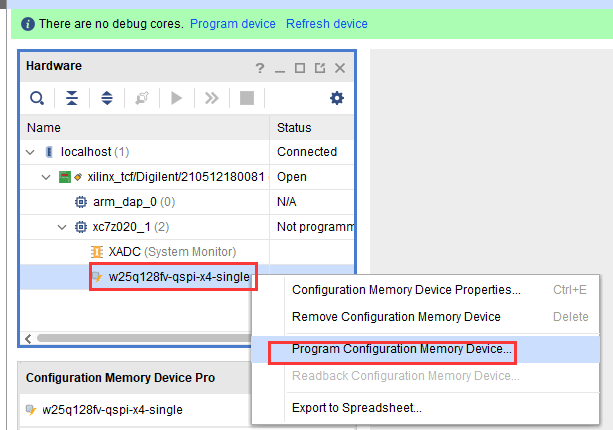 There are no debug cores. Program device Refresh device
Hardware
Name Status
localhost (1) Connected
xilinx_tcf/Digilent/210512180081 Open
arm_dap_0 (0) N/A
xc7z020_1 (2) Not programm
XADC (System Monitor)
w25q128fv-qspi-x4-single
Configuration Memory Device Properties... Ctrl+E
Remove Configuration Memory Device Delete
Program Configuration Memory Device...
Readback Configuration Memory Device...
Export to Spreadsheet...
Configuration Memory Device Pro
w25q128fv-qspi-x4-single